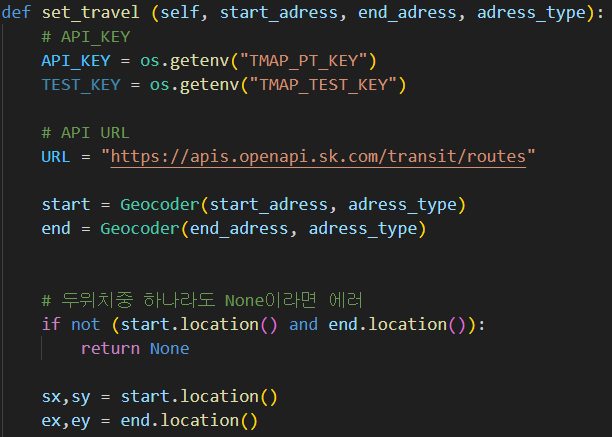 def set_travel (self, start_adress, end_adress, adress_type):
# API_KEY
API_KEY = os.getenv("TMAP_PT_KEY")
TEST_KEY = os.getenv("TMAP_TEST_KEY")
# API URL
URL = "https://apis.openapi.sk.com/transit/routes"
start = Geocoder(start_adress, adress_type)
end = Geocoder(end_adress, adress_type)
# 두위치중 하나라도 None이라면 에러
if not (start.location() and end.location()):
return None
sx,sy = start.location()
ex,ey = end.location()